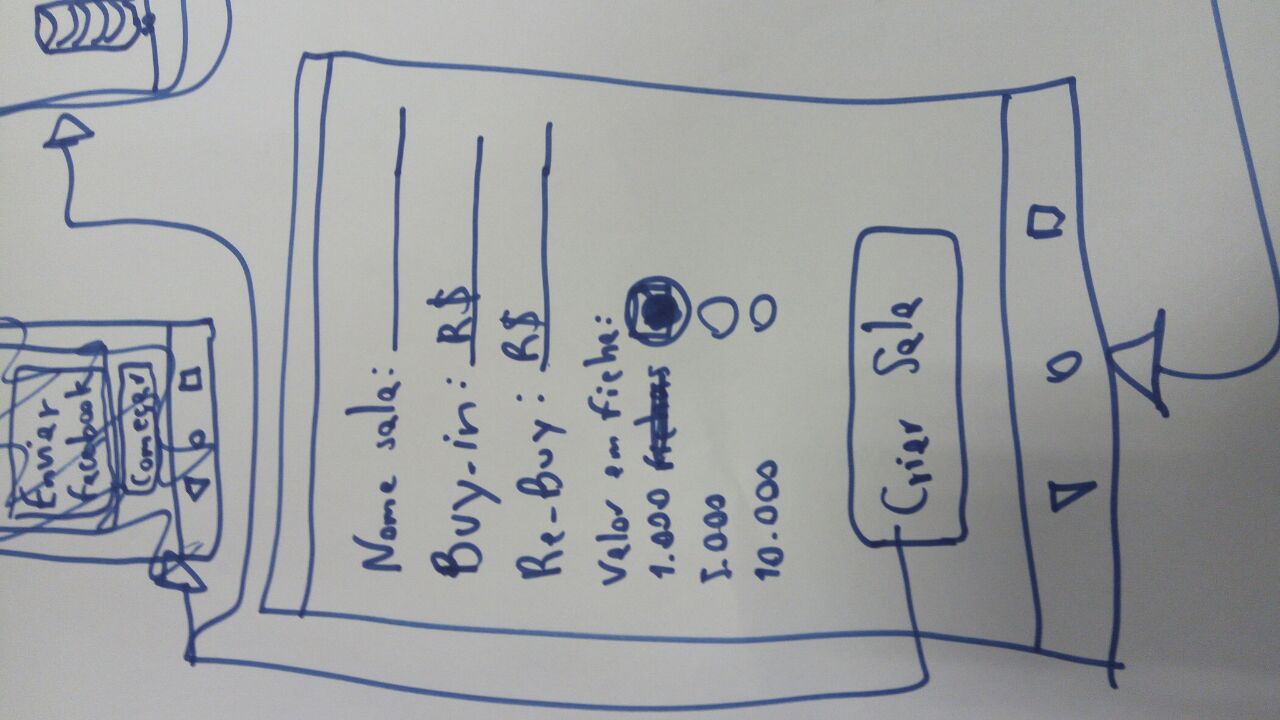 Enviar
facebook
Começar
Nome sala:
Buy-in: R$
Re-Buy: R$
Valor em ficha:
1.000 fichas
5.000
10.000
Criar Sala